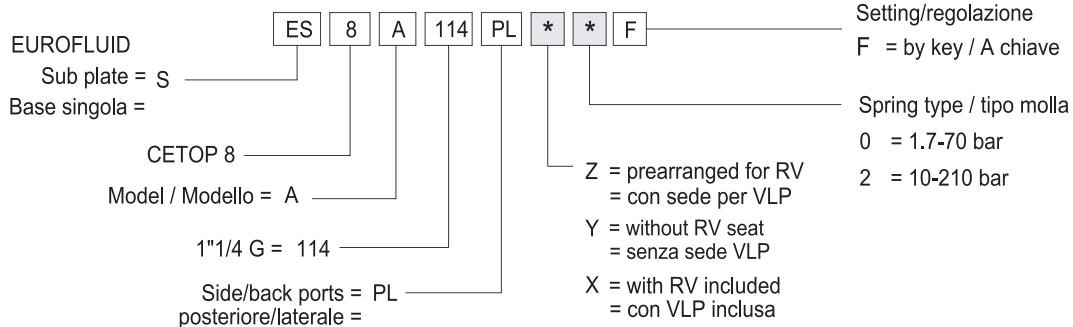 ES 8 A 114 PL * * F
EUROFLUID
Sub plate = S
Base singola =
CETOP 8
Model / Modello = A
1"1/4 G = 114
Side/back ports = PL
posteriore/laterale =
Z = prearranged for RV
= con sede per VLP
Y = without RV seat
= senza sede VLP
X = with RV included
= con VLP inclusa
Setting/regolazione
F = by key / A chiave
Spring type / tipo molla
0 = 1.7-70 bar
2 = 10-210 bar